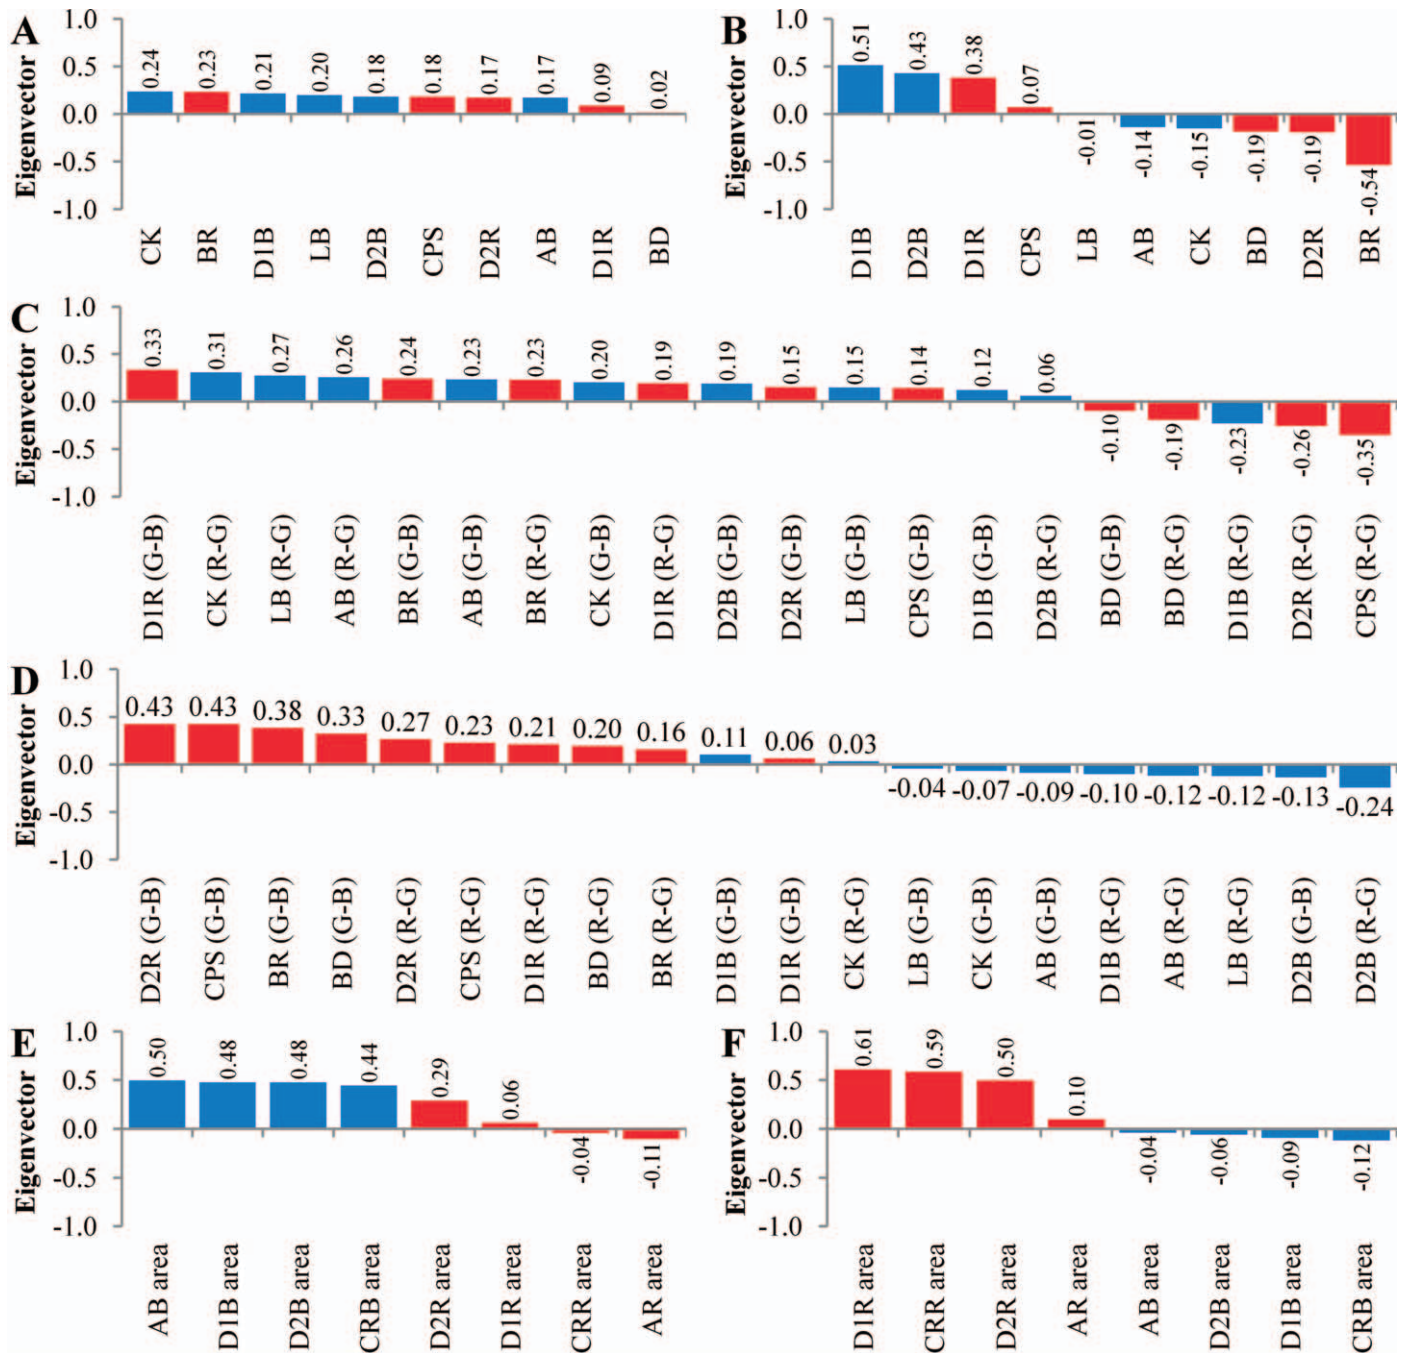 A
Eigenvector
1.0
0.5
0.0
-0.5
-1.0
0.24 0.23 0.21 0.20 0.18 0.18 0.17 0.17 0.09 0.02
CK BR D1B LB D2B CPS D2R AB D1R BD
B
Eigenvector
1.0
0.5
0.0
-0.5
-1.0
0.51 0.43 0.38 0.07 -0.01 -0.14 -0.15 -0.19 -0.19 -0.54
D1B D2B D1R CPS LB AB CK BD D2R BR
C
Eigenvector
1.0
0.5
0.0
-0.5
-1.0
0.33 0.31 0.27 0.26 0.24 0.23 0.23 0.20 0.19 0.19 0.15 0.15 0.14 0.12 0.06 -0.10 -0.19 -0.23 -0.26 -0.35
D1R (G-B) CK (R-G) LB (R-G) AB (R-G) BR (G-B) AB (G-B) BR (R-G) CK (G-B) D1R (R-G) D2B (G-B) D2R (G-B) LB (G-B) CPS (G-B) D1B (G-B) D2B (R-G) BD (G-B) BD (R-G) D1B (R-G) D2R (R-G) CPS (R-G)
D
Eigenvector
1.0
0.5
0.0
-0.5
-1.0
0.43 0.43 0.38 0.33 0.27 0.23 0.21 0.20 0.16 0.11 0.06 0.03 -0.04 -0.07 -0.09 -0.10 -0.12 -0.12 -0.13 -0.24
D2R (G-B) CPS (G-B) BR (G-B) BD (G-B) D2R (R-G) CPS (R-G) D1R (R-G) BD (R-G) BR (R-G) D1B (G-B) D1R (G-B) CK (R-G) LB (G-B) CK (G-B) AB (G-B) D1B (R-G) AB (R-G) LB (R-G) D2B (G-B) D2B (R-G)
E
Eigenvector
1.0
0.5
0.0
-0.5
-1.0
0.50 0.48 0.48 0.44 0.29 0.06 -0.04 -0.11
AB area D1B area D2B area CRB area D2R area D1R area CRR area AR area
F
Eigenvector
1.0
0.5
0.0
-0.5
-1.0
0.61 0.59 0.50 0.10 -0.04 -0.06 -0.09 -0.12
D1R area CRR area D2R area AR area AB area D2B area D1B area CRB area